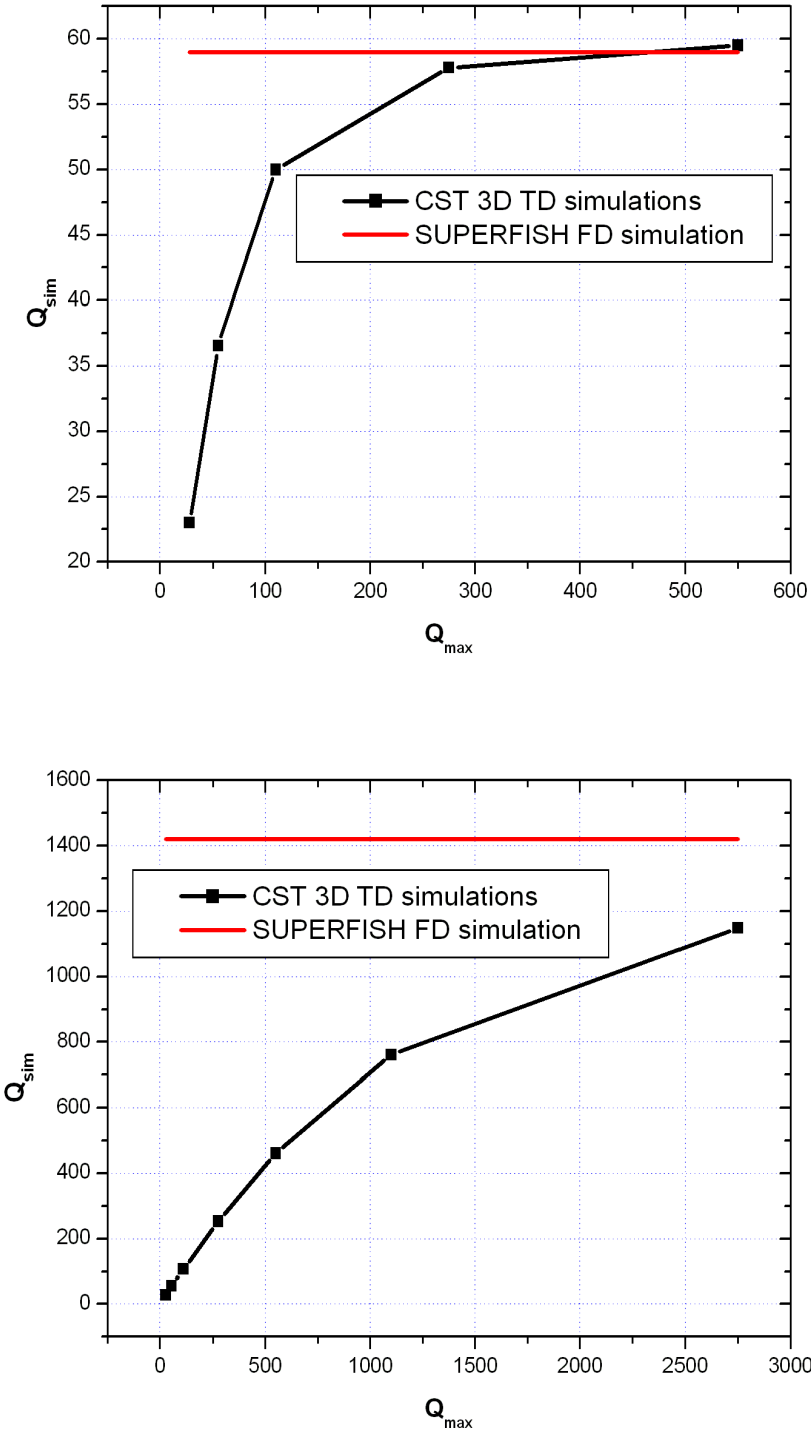 60
55
50
45
40
35
30
25
20
Q_sim
CST 3D TD simulations
SUPERFISH FD simulation
0 100 200 300 400 500 600
Q_max
1600
1400
1200
1000
800
600
400
200
0
Q_sim
CST 3D TD simulations
SUPERFISH FD simulation
0 500 1000 1500 2000 2500 3000
Q_max